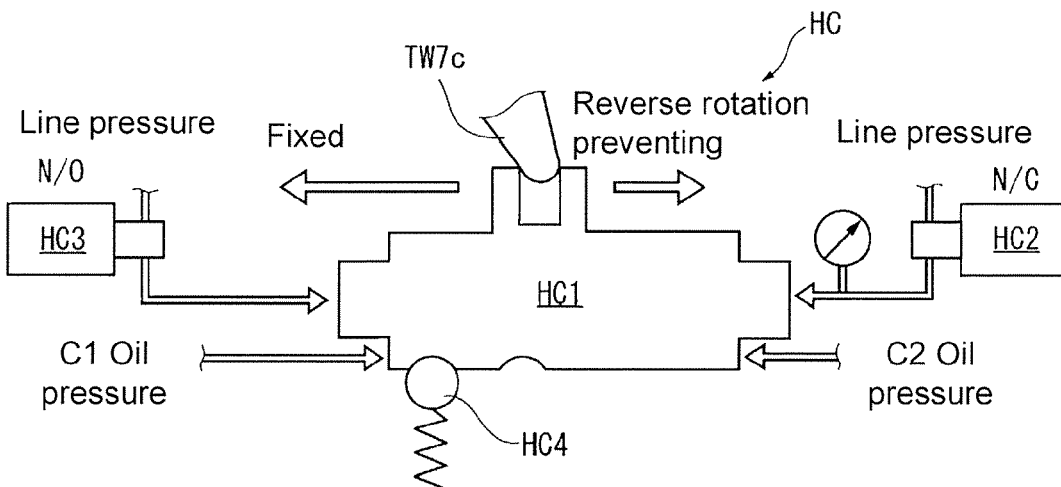 HC
TW7c
Line pressure
Fixed
Reverse rotation
preventing
Line pressure
N/O
N/C
HC3
HC2
HC1
C1 Oil
pressure
C2 Oil
pressure
HC4